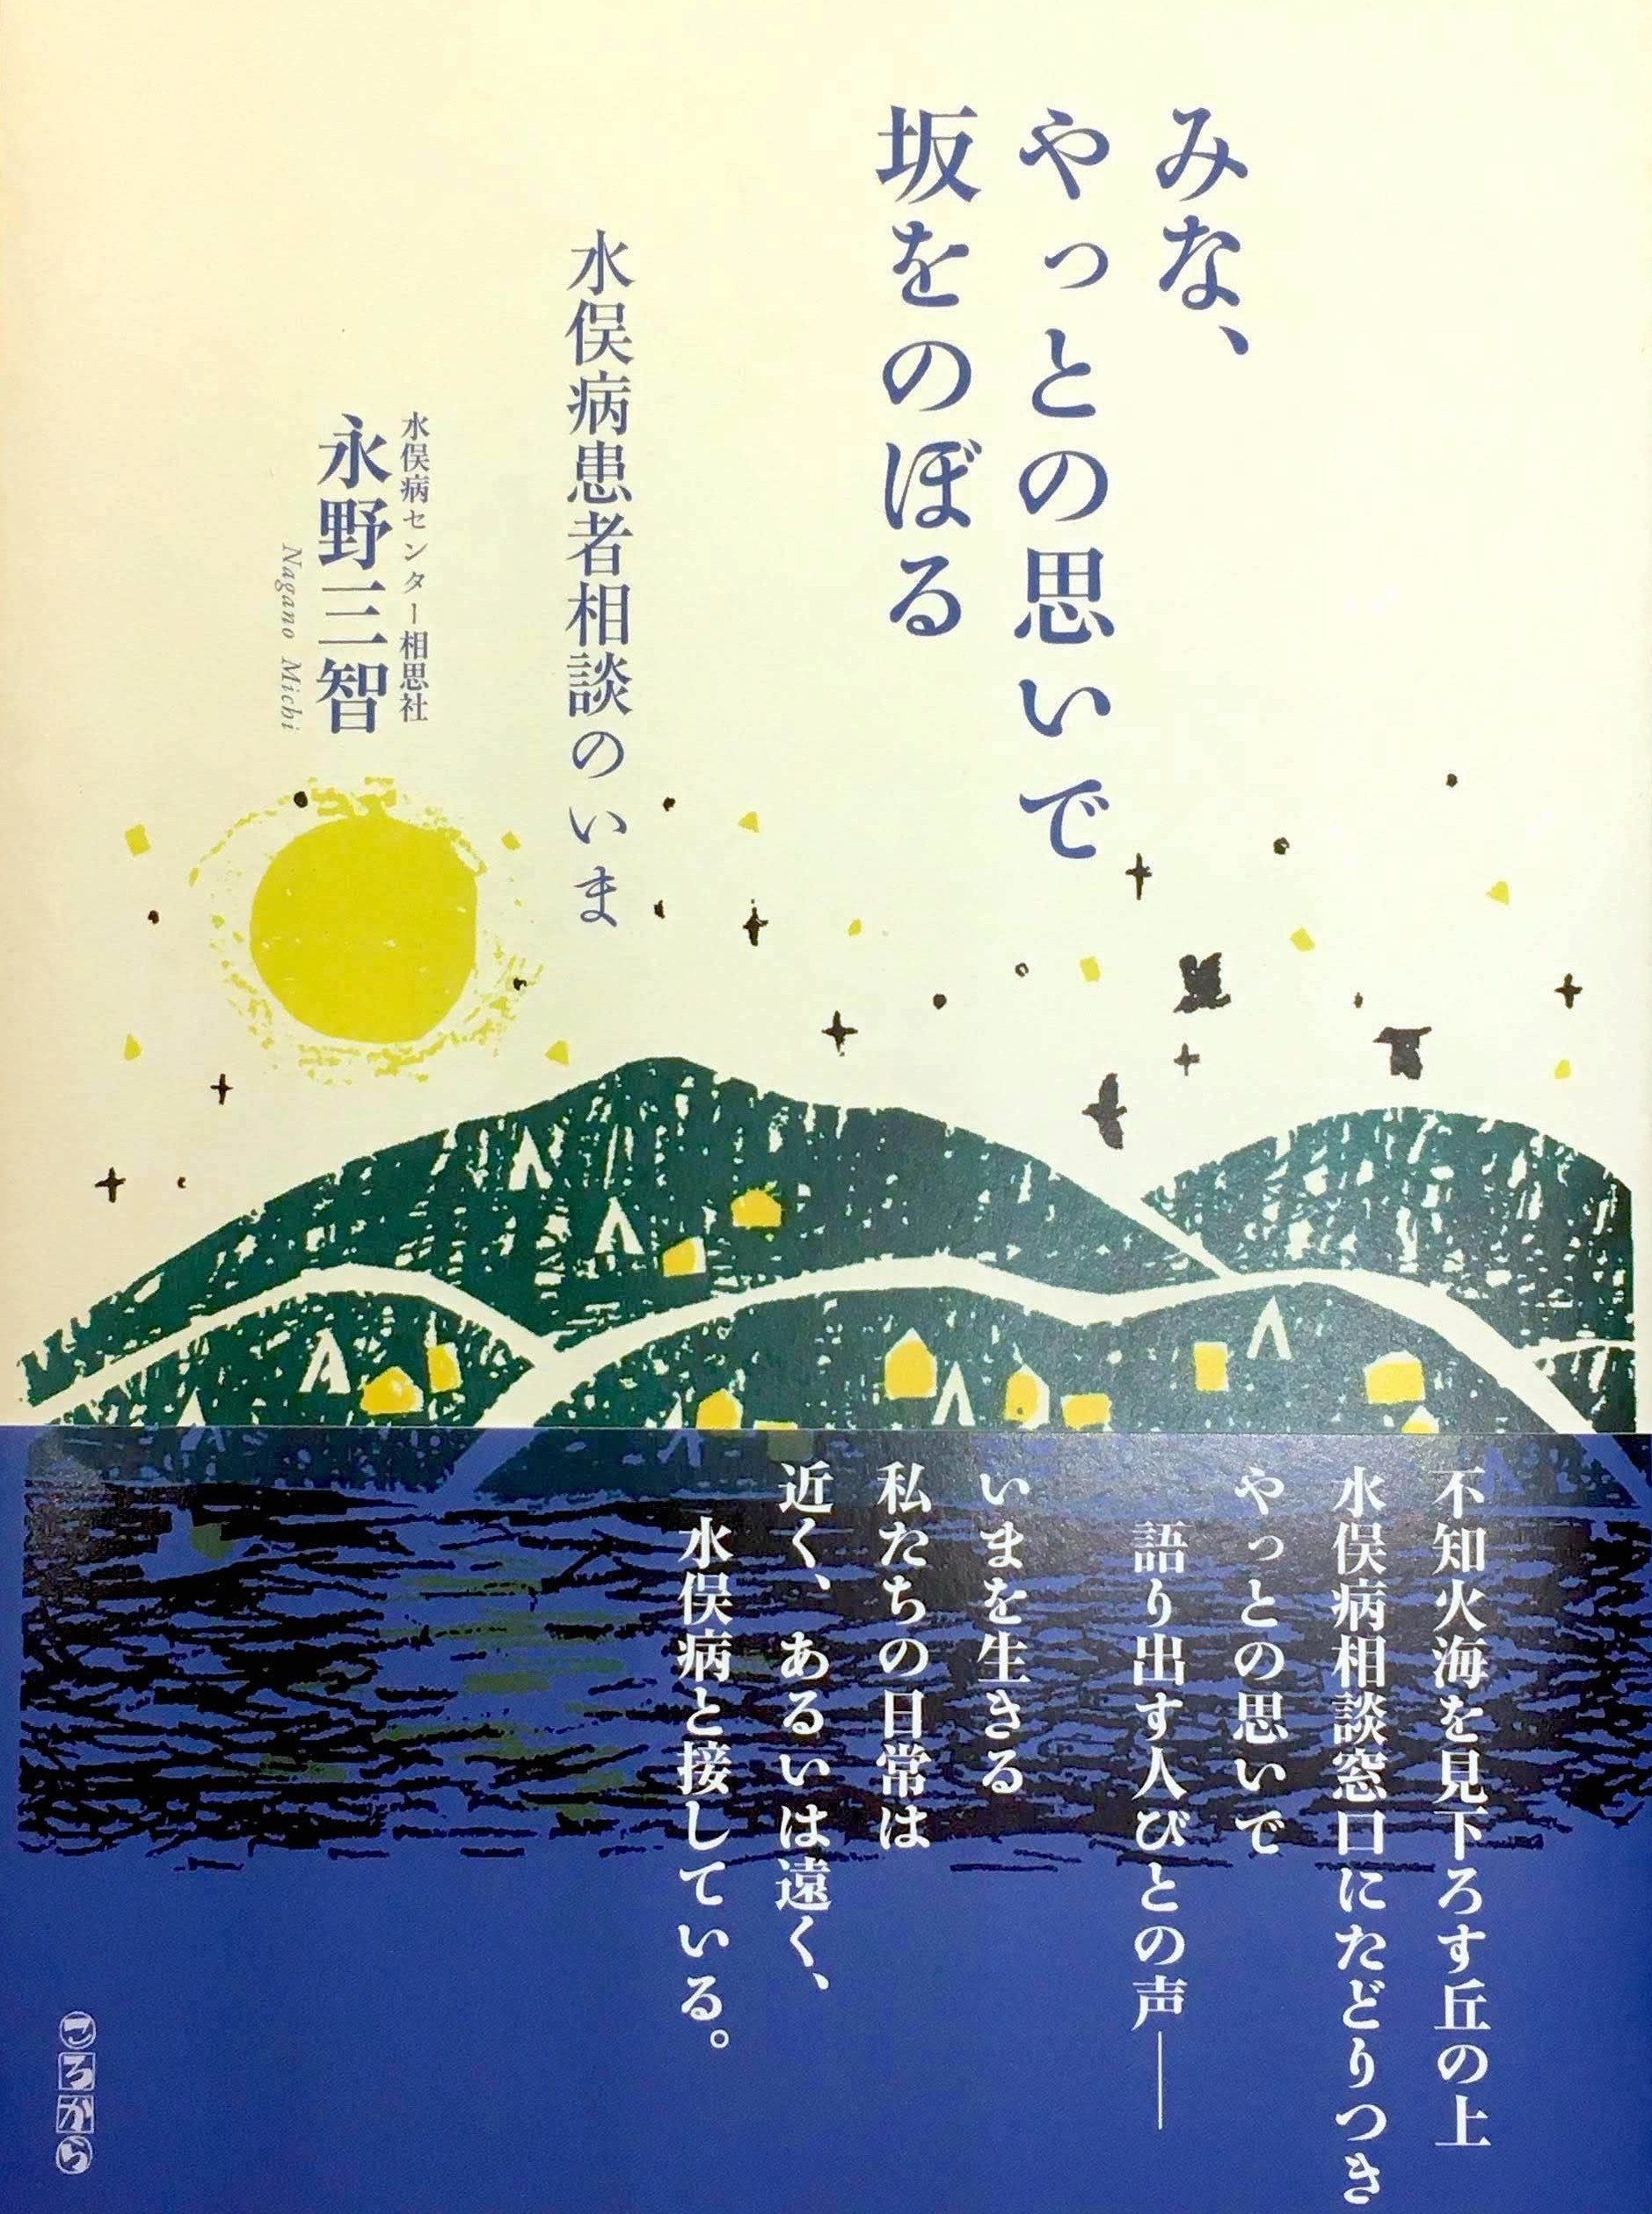 みな、
やっとの思いで
坂をのぼる
水俣病患者相談のいま
水俣病センター相思社
永野三智
Nagano Michi
不知火海を見下ろす丘の上
水俣病相談窓口にたどりつき
やっとの思いで
語り出す人びとの声――
いまを生きる
私たちの日常は
近く、あるいは遠く、
水俣病と接している。
ころから